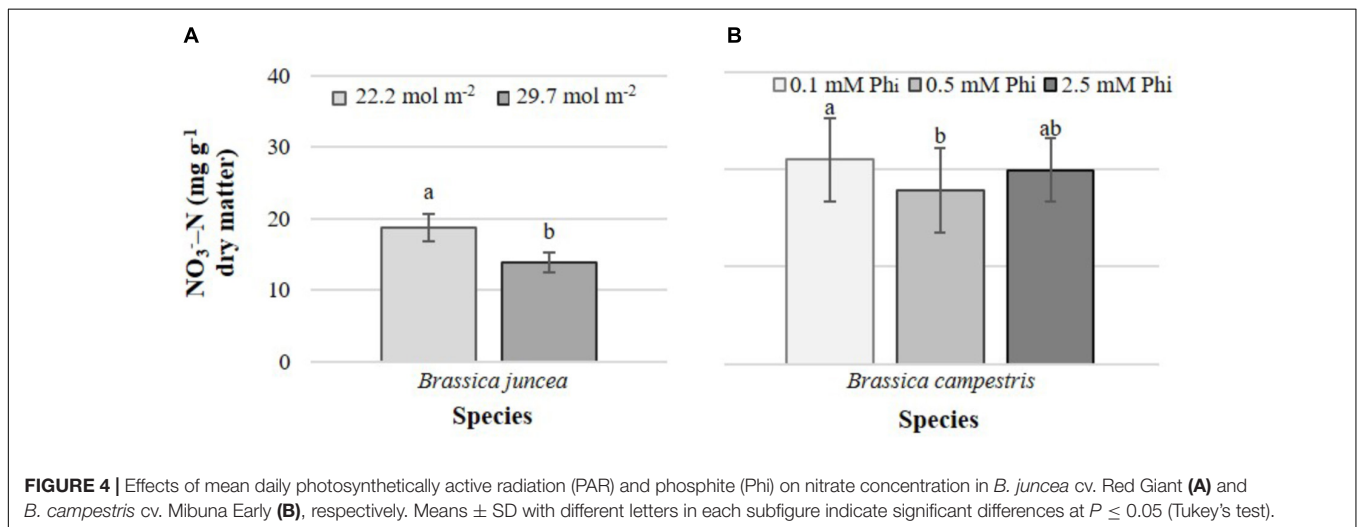 A
B
40
30
20
10
0
NO₃⁻–N (mg g⁻¹
dry matter)
22.2 mol m⁻² 29.7 mol m⁻²
a
b
Brassica juncea
Species
0.1 mM Phi 0.5 mM Phi 2.5 mM Phi
a
b
ab
Brassica campestris
Species
FIGURE 4 | Effects of mean daily photosynthetically active radiation (PAR) and phosphite (Phi) on nitrate concentration in B. juncea cv. Red Giant (A) and
B. campestris cv. Mibuna Early (B), respectively. Means ± SD with different letters in each subfigure indicate significant differences at P ≤ 0.05 (Tukey's test).